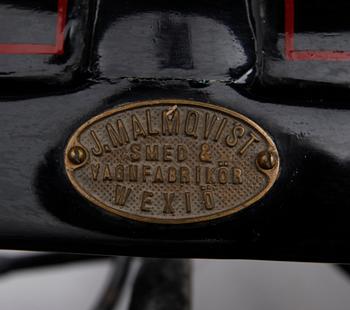 J. MALMQVIST
SMED &
VAGNFABRIKÖR
WEXIÖ